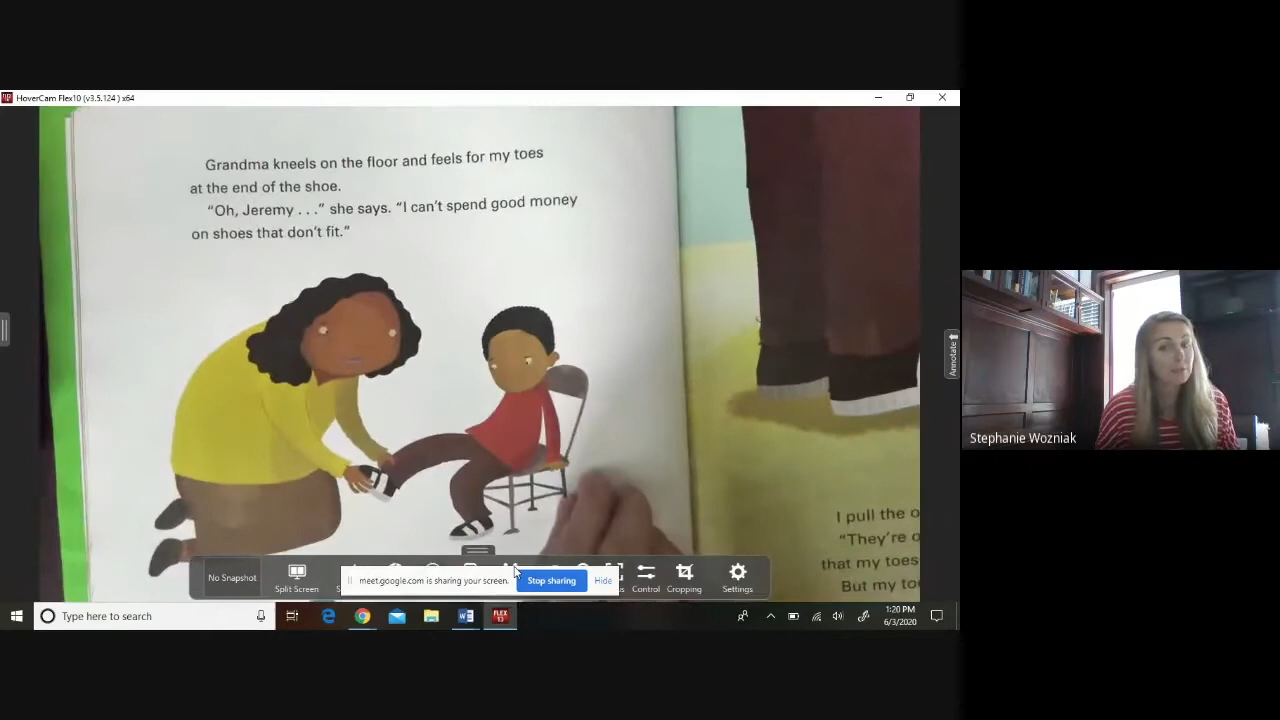 HoverCam Flex10 (v3.5.124 ) x64
Grandma kneels on the floor and feels for my toes
at the end of the shoe.
"Oh, Jeremy . . ." she says. "I can't spend good money
on shoes that don't fit."
I pull the
"They're
that my toes
But my
Annotate
Stephanie Wozniak
No Snapshot
Split Screen
Control
Cropping
Settings
meet.google.com is sharing your screen.
Stop sharing
Hide
Type here to search
1:20 PM
6/3/2020